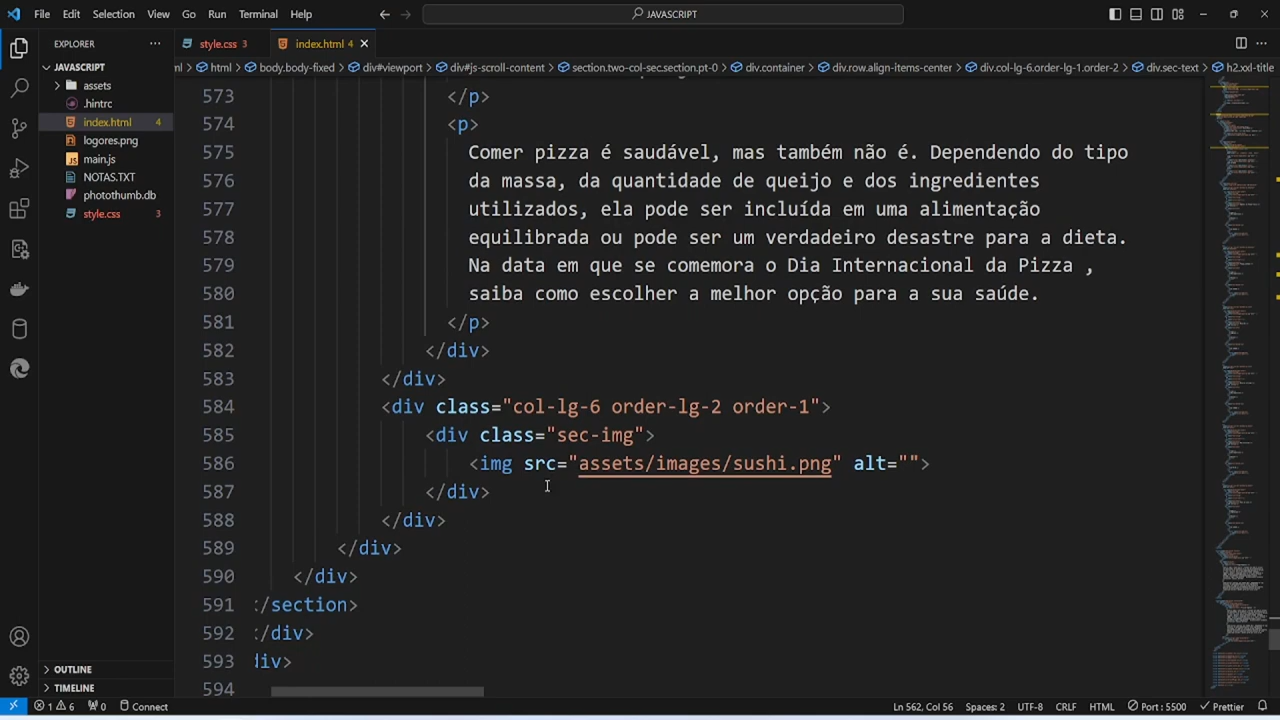 File Edit Selection View Go Run Terminal Help
JAVASCRIPT
EXPLORER
style.css 3
index.html 4
html body.body-fixed div#viewport div#js-scroll-content section.two-col-sec.section.pt-0 div.container div.row.align-items-center div.col-lg-6.order-lg-1.order-2 div.sec-text h2.xxl-title
JAVASCRIPT
assets
.hintrc
index.html 4
logores.png
main.js
NOTAS.TXT
photothumb.db
style.css 3
OUTLINE
TIMELINE
573 </p>
574 <p>
575 Comer pizza é saudável, mas também não é. Dependendo do tipo
576 da massa, da quantidade de queijo e dos ingredientes
577 utilizados, ela pode ser incluída em uma alimentação
578 equilibrada ou pode ser um verdadeiro desastre para a dieta.
579 Na data em que se comemora o Dia Internacional da Pizza ,
580 saiba como escolher a melhor opção para a sua saúde.
581 </p>
582 </div>
583 </div>
584 <div class="col-lg-6 order-lg-2 order-1">
585 <div class="sec-img">
586 <img src="assets/images/sushi.png" alt="">
587 </div>
588 </div>
589 </div>
590 </div>
591 /section>
592 /div>
593 div>
594
1 6 0 Connect
Ln 562, Col 56 Spaces: 2 UTF-8 CRLF HTML Port : 5500 Prettier